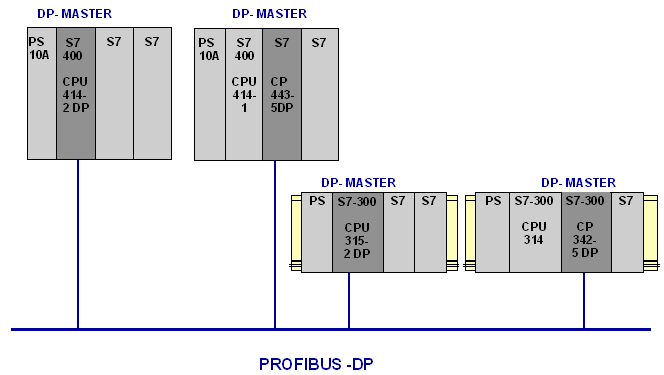 DP- MASTER
PS
10A
S7
400
CPU
414-
2 DP
S7
S7
DP- MASTER
PS
10A
S7
400
CPU
414-
1
S7
CP
443-
5DP
S7
DP- MASTER
PS
S7-300
CPU
315-
2 DP
S7
S7
DP- MASTER
PS
S7-300
CPU
314
S7-300
CP
342-
5 DP
S7
PROFIBUS -DP